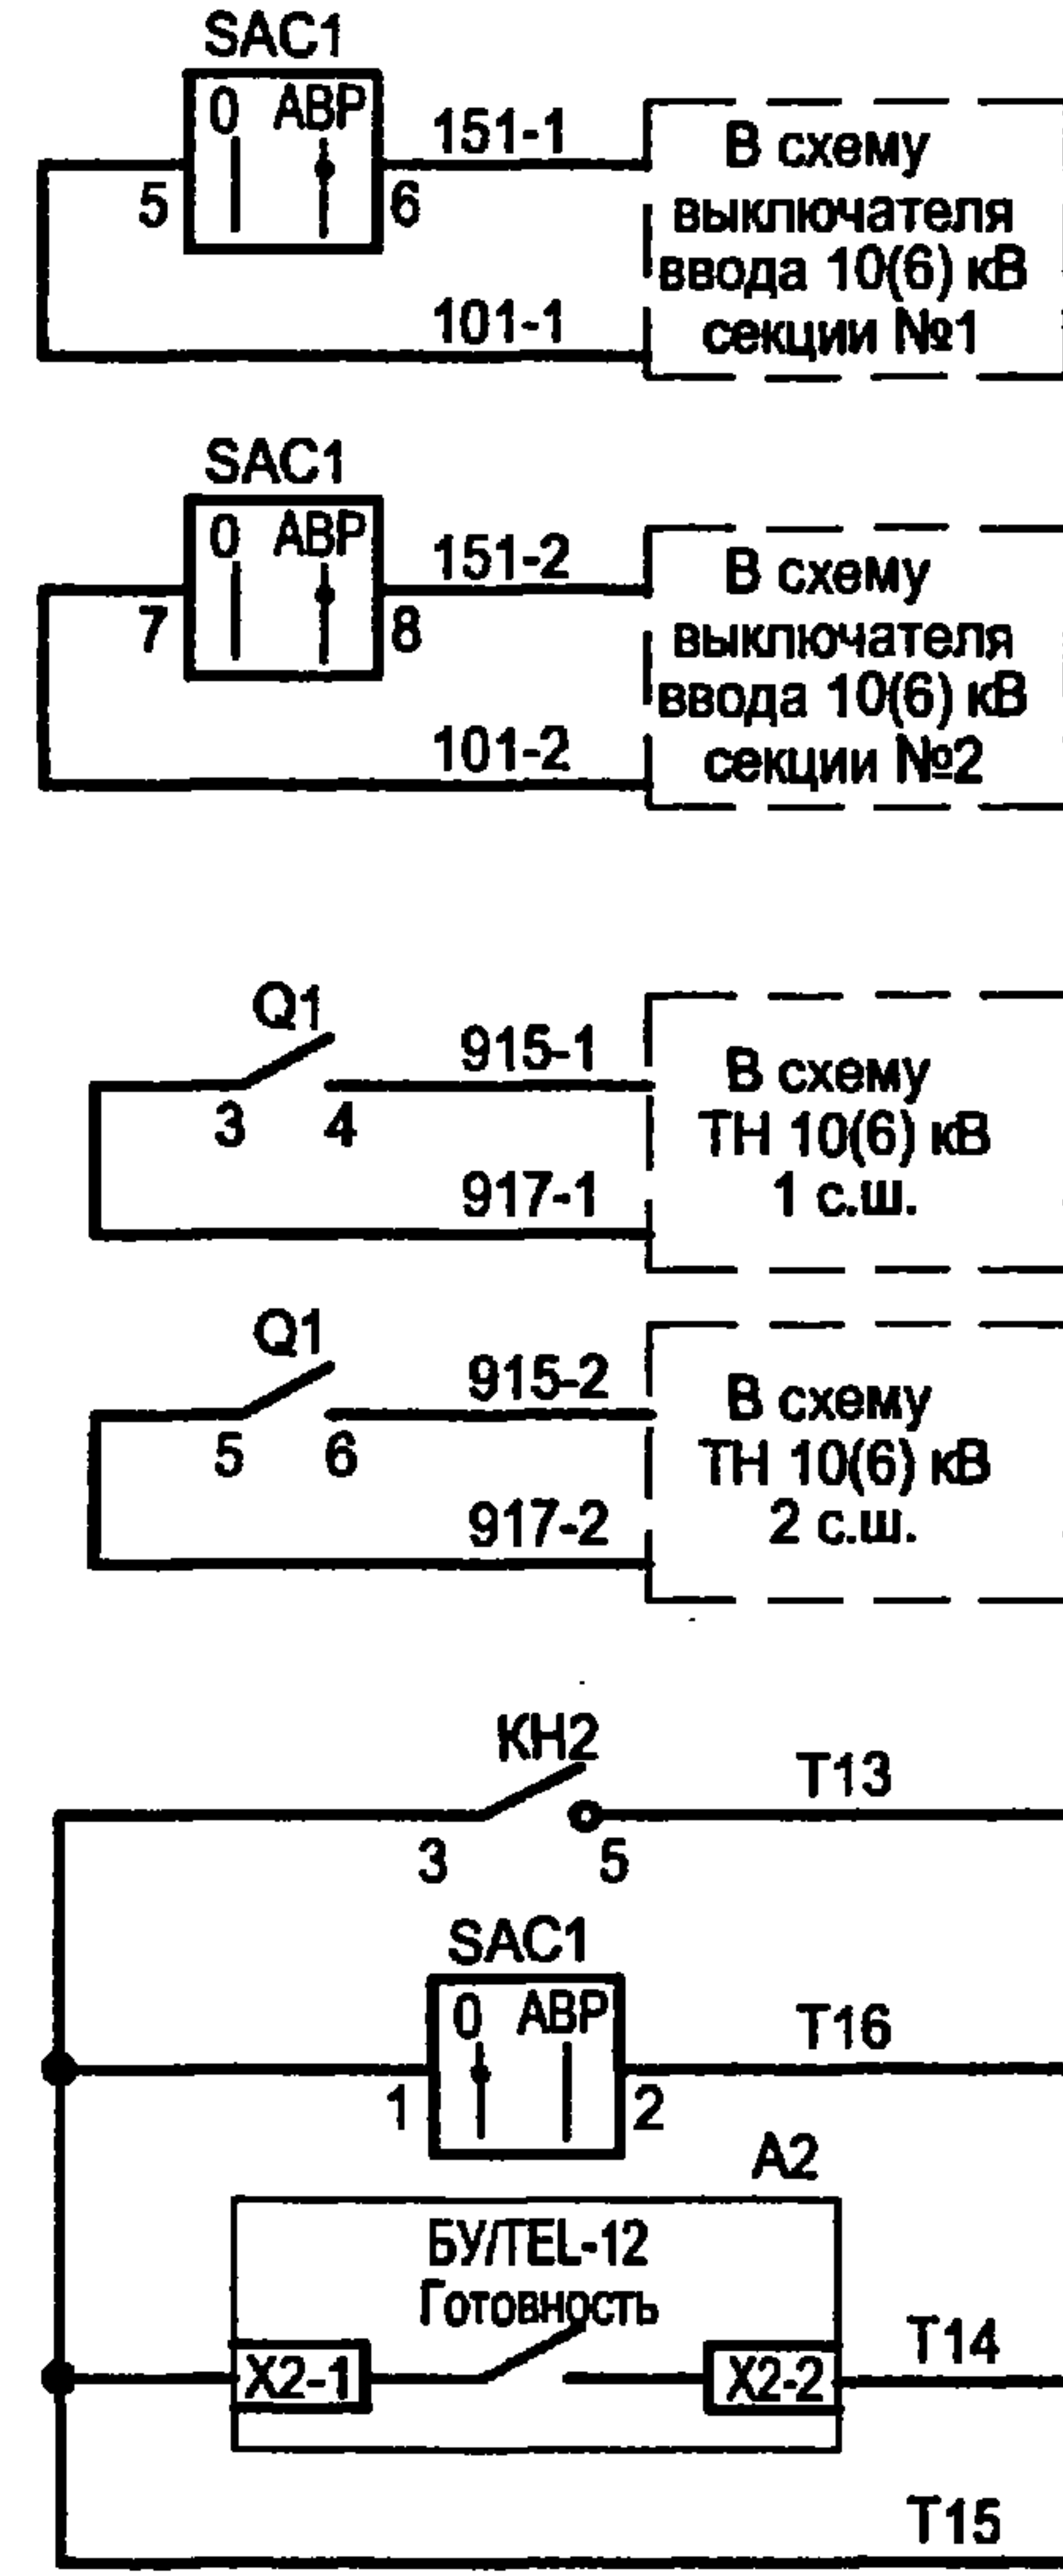 SAC1
0 АВР
151-1
5
6
101-1
В схему
выключателя
ввода 10(6) кВ
секции №1
SAC1
0 АВР
151-2
7
8
101-2
В схему
выключателя
ввода 10(6) кВ
секции №2
Q1
915-1
3
4
917-1
В схему
ТН 10(6) кВ
1 с.ш.
Q1
915-2
5
6
917-2
В схему
ТН 10(6) кВ
2 с.ш.
КН2
Т13
3
5
SAC1
0 АВР
Т16
1
2
А2
БУ/TEL-12
Готовность
Х2-1
Х2-2
Т14
Т15